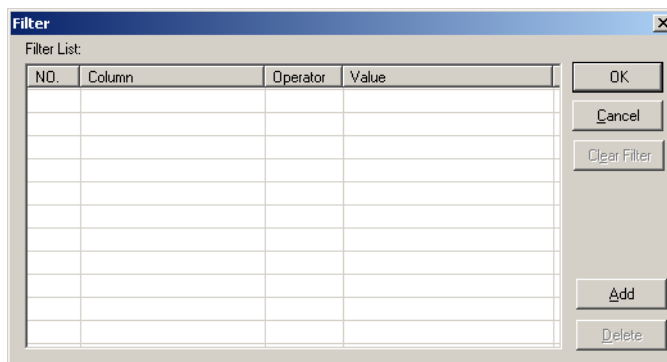 Filter
Filter List:
NO. Column Operator Value
OK
Cancel
Clear Filter
Add
Delete